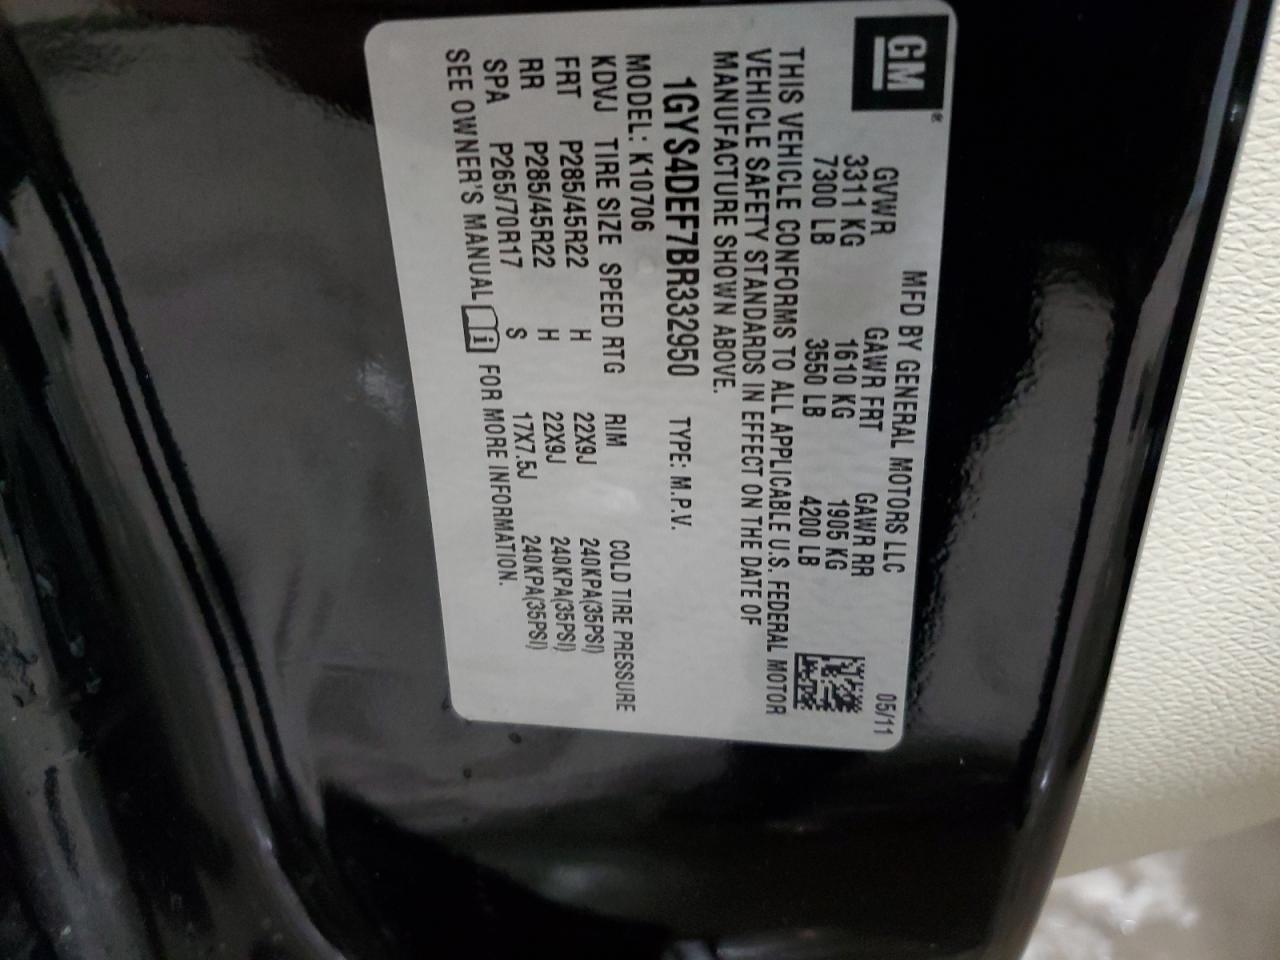 GM®
MFD BY GENERAL MOTORS LLC 05/11
GVWR GAWR FRT GAWR RR
3311 KG 1610 KG 1905 KG
7300 LB 3550 LB 4200 LB
THIS VEHICLE CONFORMS TO ALL APPLICABLE U.S. FEDERAL MOTOR
VEHICLE SAFETY STANDARDS IN EFFECT ON THE DATE OF
MANUFACTURE SHOWN ABOVE.
1GYS4DEF7BR332950 TYPE: M.P.V.
MODEL: K10706
KDVJ TIRE SIZE SPEED RTG RIM COLD TIRE PRESSURE
FRT P285/45R22 H 22X9J 240KPA(35PSI)
RR P285/45R22 H 22X9J 240KPA(35PSI)
SPA P265/70R17 S 17X7.5J 240KPA(35PSI)
SEE OWNER'S MANUAL i FOR MORE INFORMATION.